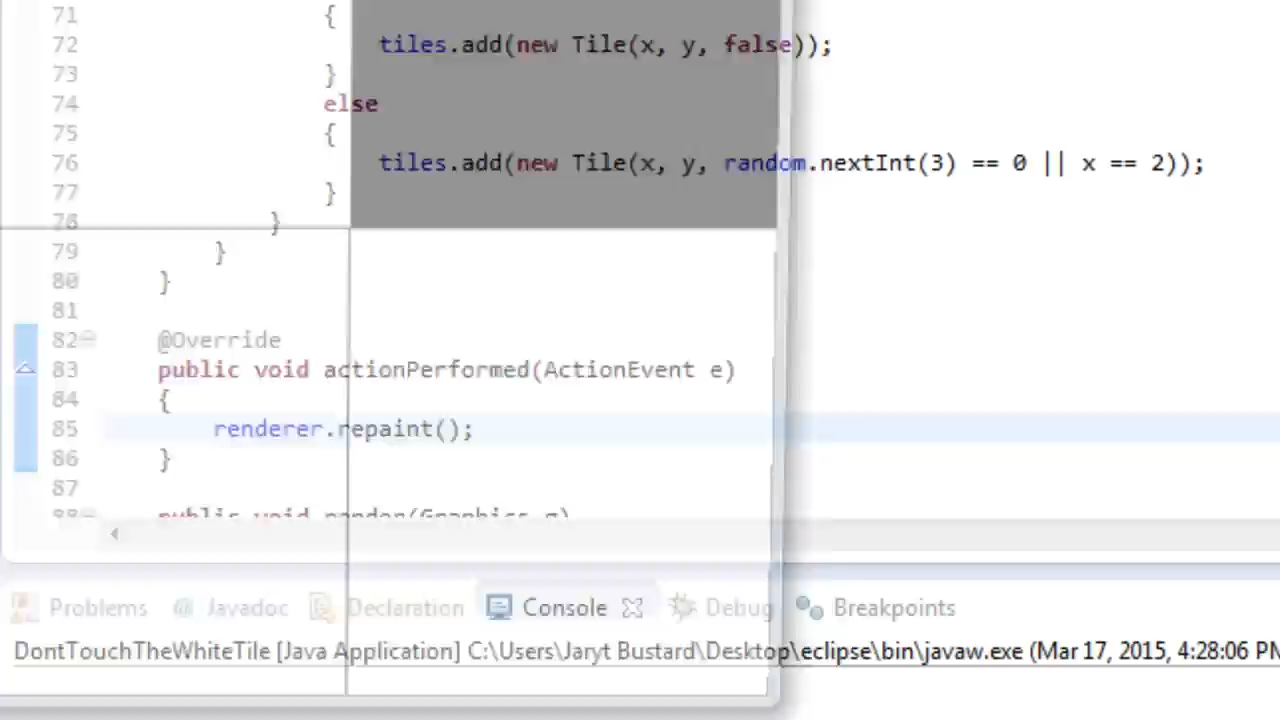 71 {
72 tiles.add(new Tile(x, y, false));
73 }
74 else
75 {
76 tiles.add(new Tile(x, y, random.nextInt(3) == 0 || x == 2));
77 }
78 }
79 }
80 }
81
82 @Override
83 public void actionPerformed(ActionEvent e)
84 {
85 renderer.repaint();
86 }
87
88 public void render(Graphics g)
Problems Javadoc Declaration Console Debug Breakpoints
DontTouchTheWhiteTile [Java Application] C:\Users\Jaryt Bustard\Desktop\eclipse\bin\javaw.exe (Mar 17, 2015, 4:28:06 PM